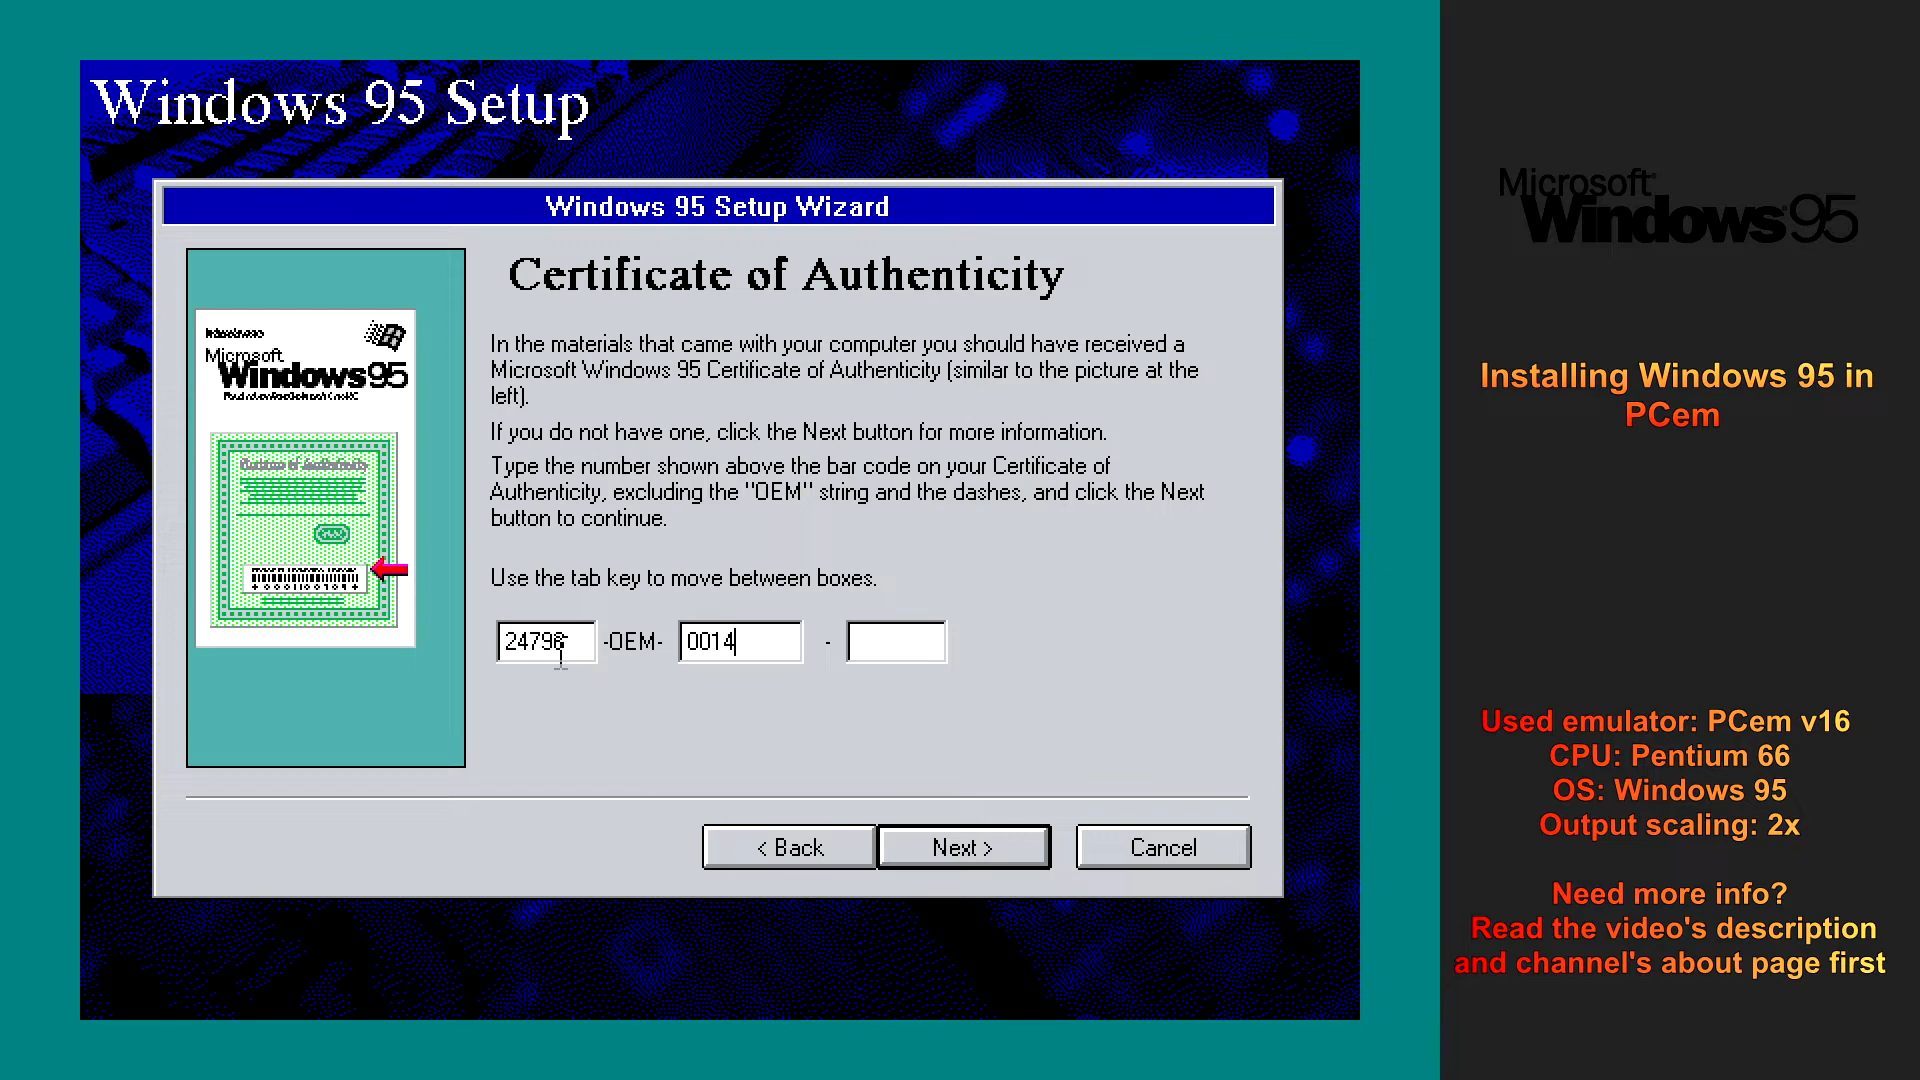 Windows 95 Setup
Windows 95 Setup Wizard
Microsoft
Windows 95
Certificate of Authenticity
In the materials that came with your computer you should have received a
Microsoft Windows 95 Certificate of Authenticity (similar to the picture at the
left).
If you do not have one, click the Next button for more information.
Type the number shown above the bar code on your Certificate of
Authenticity, excluding the "OEM" string and the dashes, and click the Next
button to continue.
Use the tab key to move between boxes.
24796 -OEM- 0014 -
< Back Next > Cancel
Microsoft
Windows 95
Installing Windows 95 in
PCem
Used emulator: PCem v16
CPU: Pentium 66
OS: Windows 95
Output scaling: 2x
Need more info?
Read the video's description
and channel's about page first